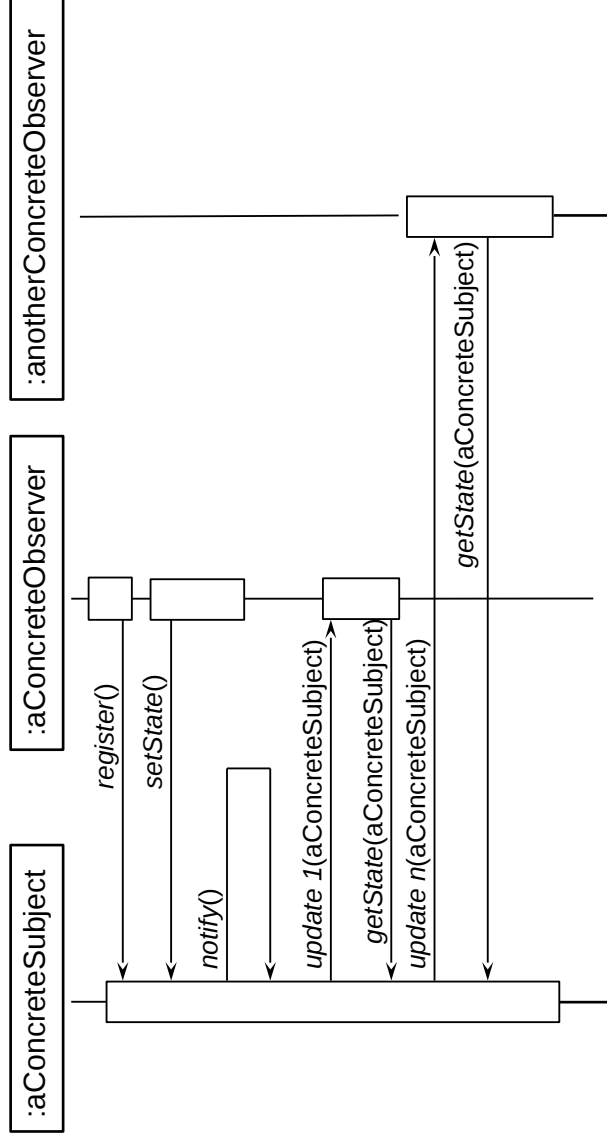 :aConcreteSubject
:aConcreteObserver
:anotherConcreteObserver
register()
setState()
notify()
update 1(aConcreteSubject)
getState(aConcreteSubject)
update n(aConcreteSubject)
getState(aConcreteSubject)